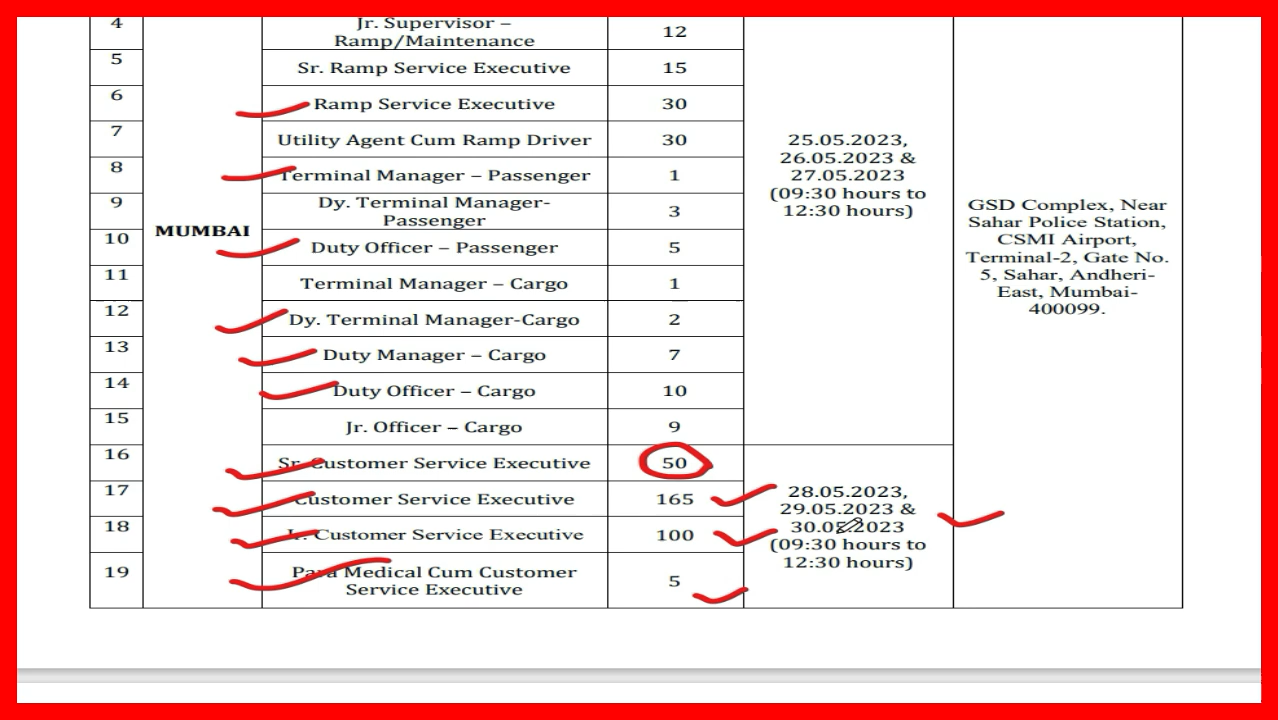 4
Jr. Supervisor –
Ramp/Maintenance
12
5
Sr. Ramp Service Executive
15
6
Ramp Service Executive
30
7
Utility Agent Cum Ramp Driver
30
8
Terminal Manager – Passenger
1
9
Dy. Terminal Manager-
Passenger
3
10
Duty Officer – Passenger
5
11
Terminal Manager – Cargo
1
12
Dy. Terminal Manager-Cargo
2
13
Duty Manager – Cargo
7
14
Duty Officer – Cargo
10
15
Jr. Officer – Cargo
9
16
Sr. Customer Service Executive
50
17
Customer Service Executive
165
18
Jr. Customer Service Executive
100
19
Para Medical Cum Customer
Service Executive
5
MUMBAI
25.05.2023,
26.05.2023 &
27.05.2023
(09:30 hours to
12:30 hours)
28.05.2023,
29.05.2023 &
30.05.2023
(09:30 hours to
12:30 hours)
GSD Complex, Near
Sahar Police Station,
CSMI Airport,
Terminal-2, Gate No.
5, Sahar, Andheri-
East, Mumbai-
400099.